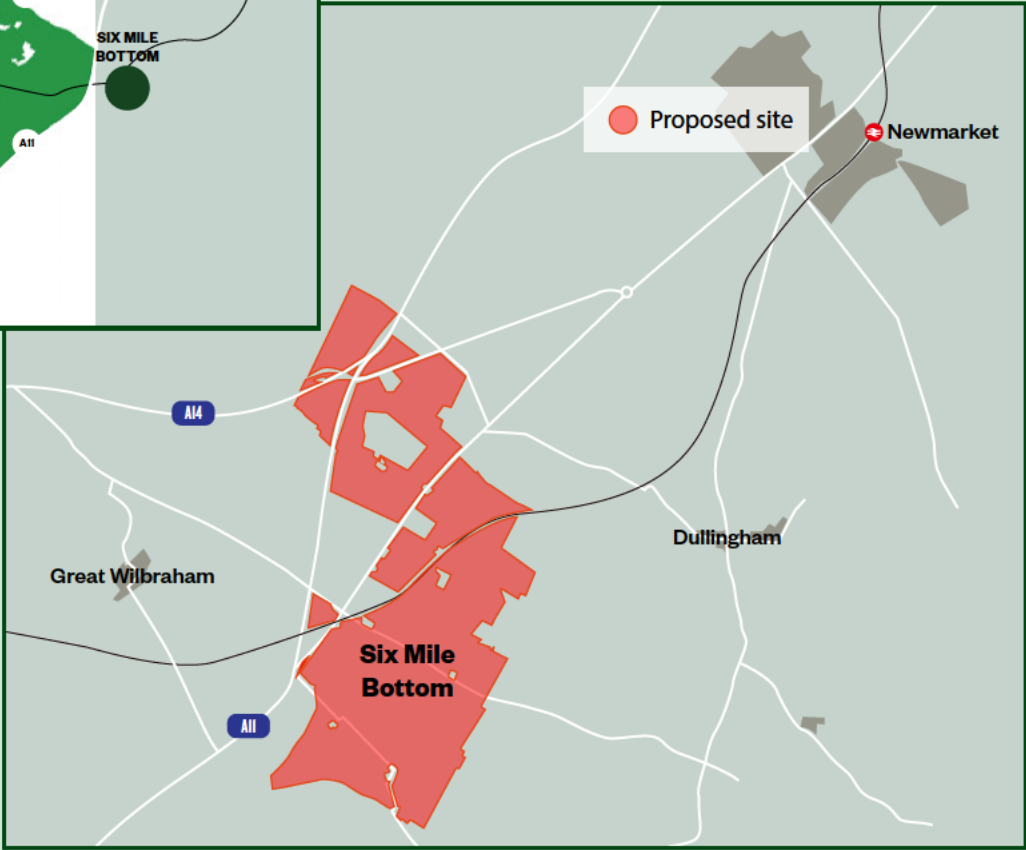 SIX MILE
BOTTOM
A11
Proposed site
Newmarket
A14
Dullingham
Great Wilbraham
Six Mile
Bottom
A11